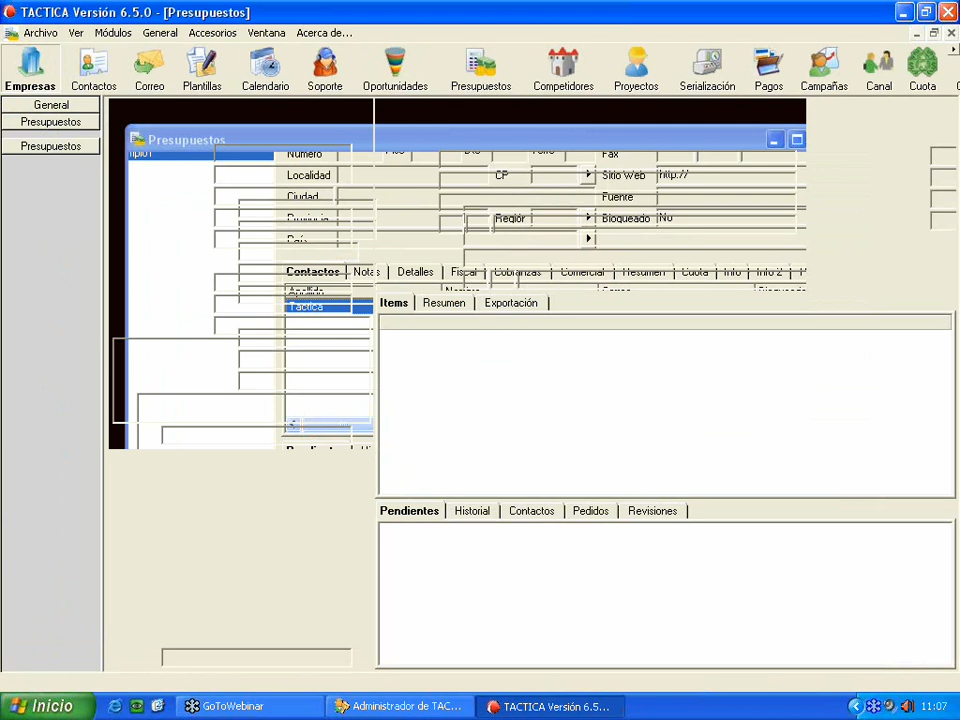 TACTICA Versión 6.5.0 - [Presupuestos]
Archivo Ver Módulos General Accesorios Ventana Acerca de...
Empresas Contactos Correo Plantillas Calendario Soporte Oportunidades Presupuestos Competidores Proyectos Serialización Pagos Campañas Canal Cuota
General
Presupuestos
Presupuestos
Presupuestos
Número Fax
Localidad CP Sitio Web http://
Ciudad Fuente
Provincia Región Bloqueado No
País
Contactos Notas Detalles Fiscal Cobranzas Comercial Resumen Cuota Info Info 2
Apellido Nombre
Tactica
Items Resumen Exportación
Pendientes Historial Contactos Pedidos Revisiones
Inicio GoToWebinar Administrador de TAC... TACTICA Versión 6.5... 11:07